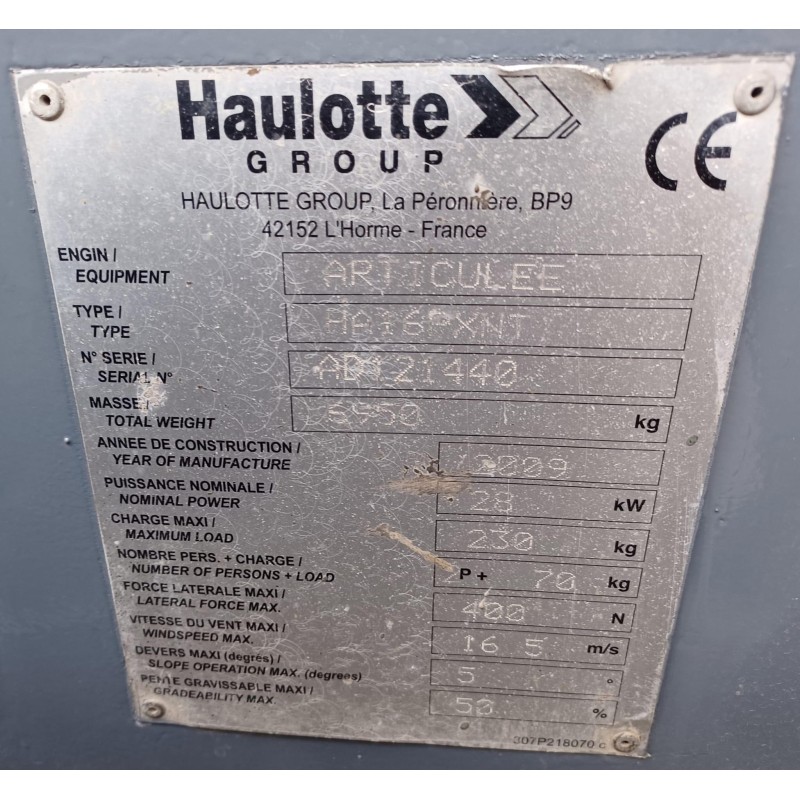 Haulotte
GROUP
CE
HAULOTTE GROUP, La Péronnière, BP9
42152 L'Horme - France
ENGIN / EQUIPMENT ARTICULEE
TYPE / TYPE HA16PXNT
N° SERIE / SERIAL N° AD121440
MASSE / TOTAL WEIGHT kg
ANNEE DE CONSTRUCTION / YEAR OF MANUFACTURE 2009
PUISSANCE NOMINALE / NOMINAL POWER 28 kW
CHARGE MAXI / MAXIMUM LOAD 230 kg
NOMBRE PERS. + CHARGE / NUMBER OF PERSONS + LOAD P + 70 kg
FORCE LATERALE MAXI / LATERAL FORCE MAX. 400 N
VITESSE DU VENT MAXI / WINDSPEED MAX. 16 5 m/s
DEVERS MAXI (degrés) / SLOPE OPERATION MAX. (degrees) 5 °
PENTE GRAVISSABLE MAXI / GRADEABILITY MAX. 50 %
307P218070 c